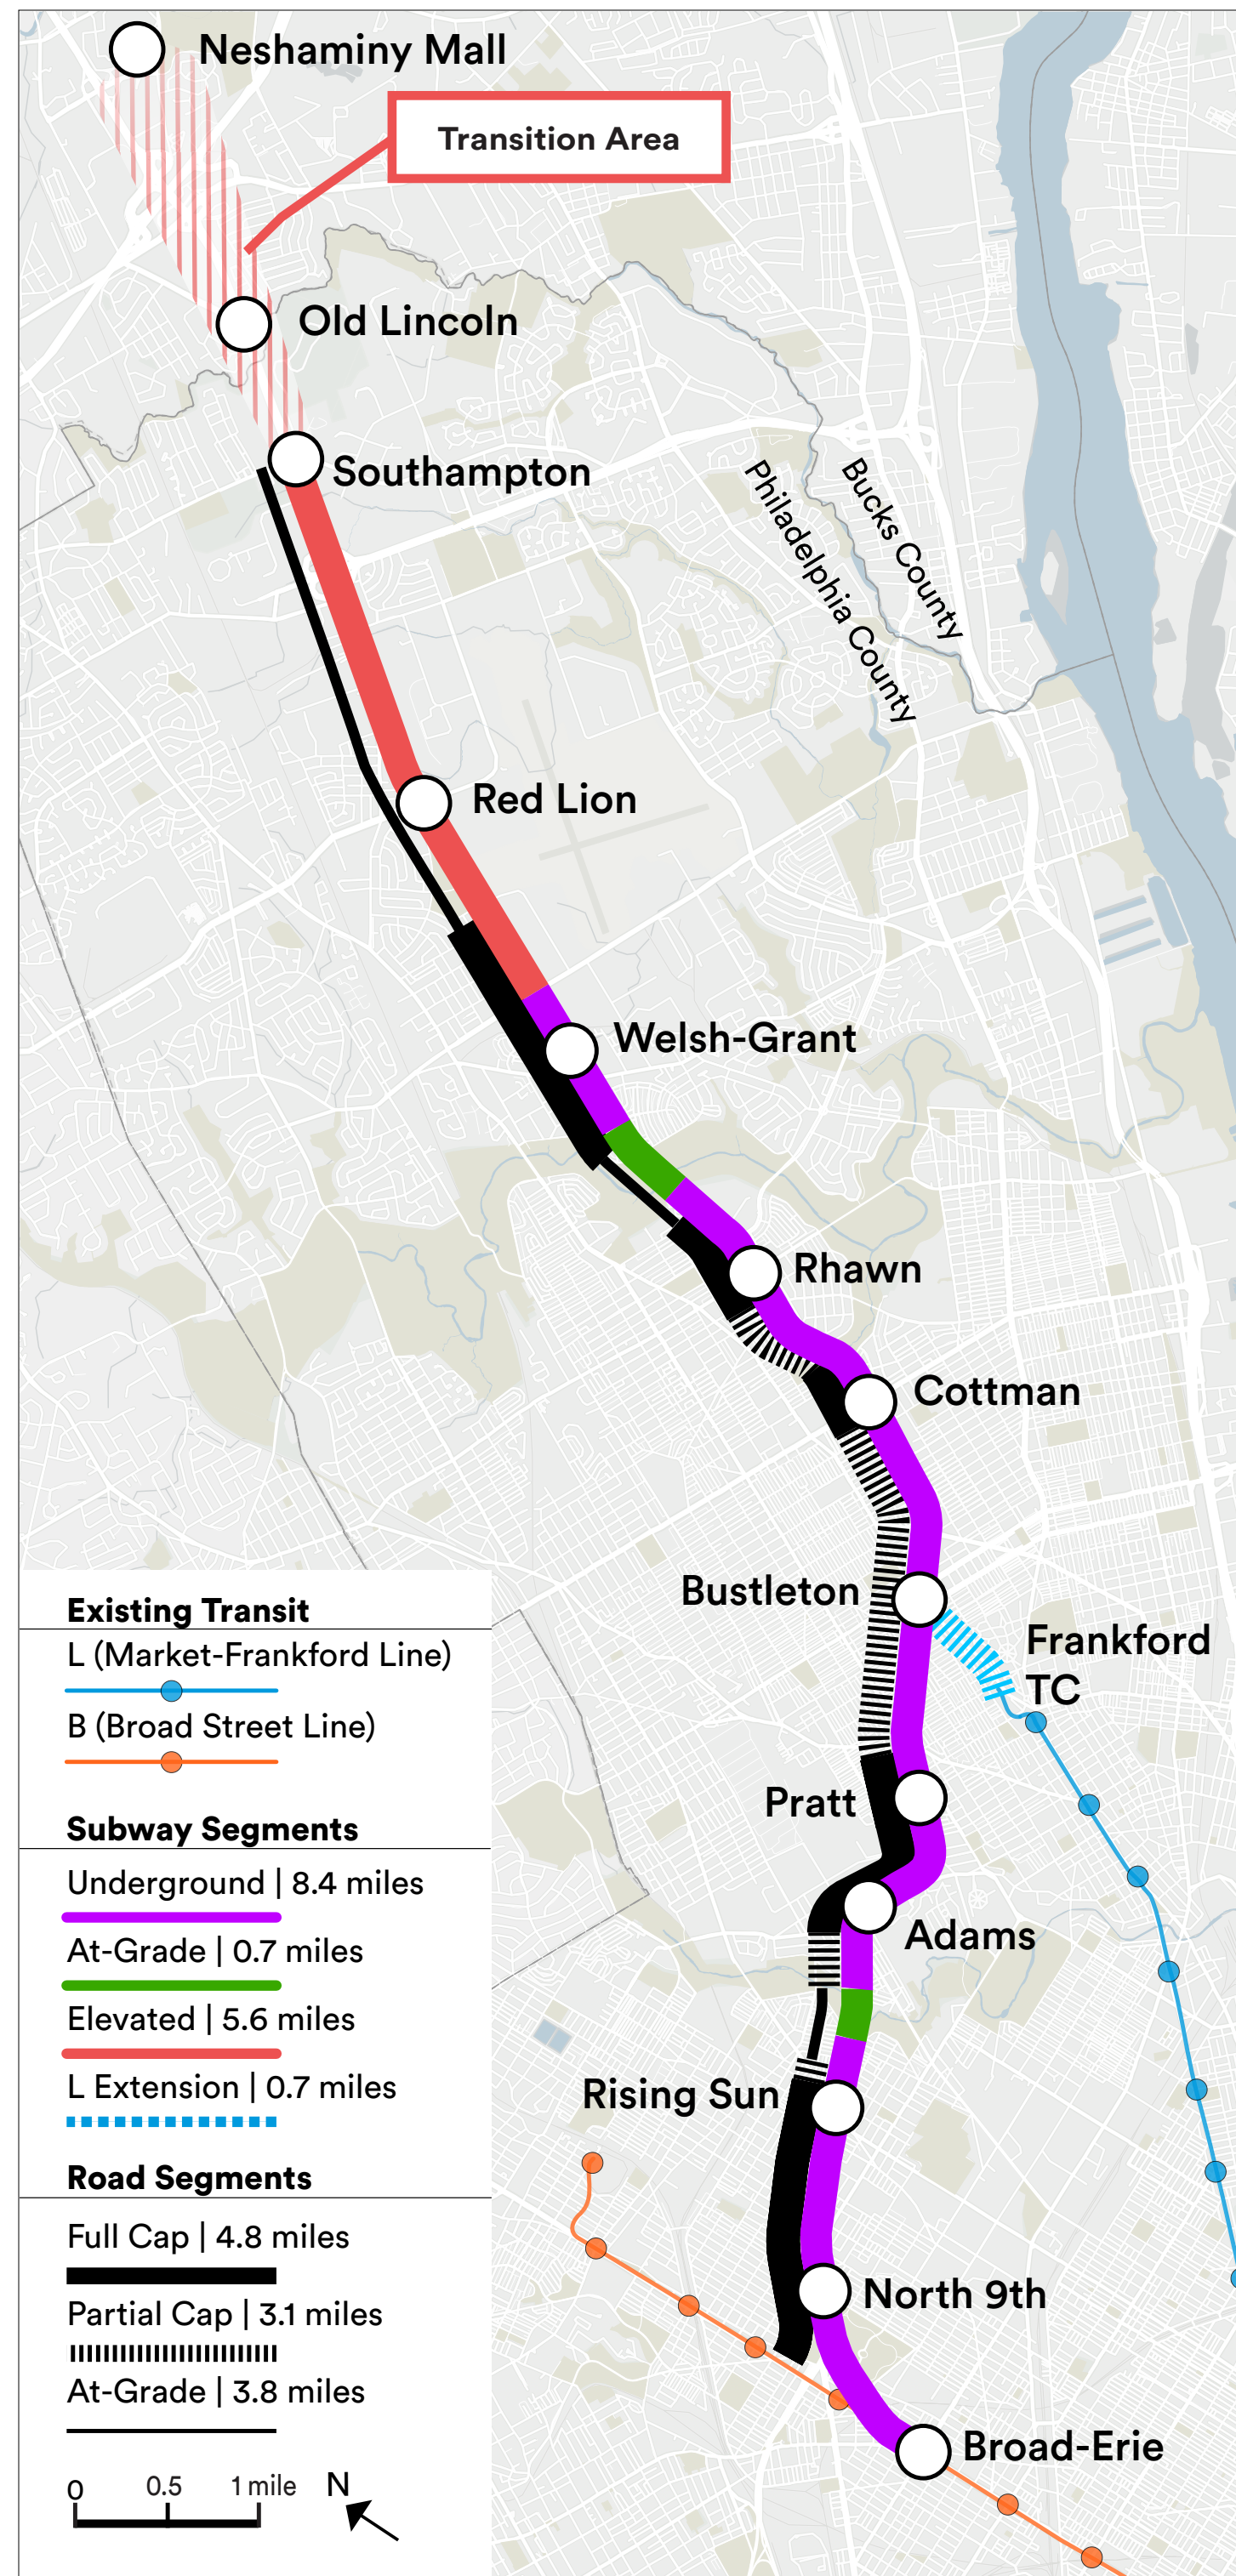 Neshaminy Mall
Transition Area
Old Lincoln
Southampton
Philadelphia County
Bucks County
Red Lion
Welsh-Grant
Rhawn
Cottman
Bustleton
Frankford
TC
Pratt
Adams
Rising Sun
North 9th
Broad-Erie
Existing Transit
L (Market-Frankford Line)
B (Broad Street Line)
Subway Segments
Underground | 8.4 miles
At-Grade | 0.7 miles
Elevated | 5.6 miles
L Extension | 0.7 miles
Road Segments
Full Cap | 4.8 miles
Partial Cap | 3.1 miles
At-Grade | 3.8 miles
0 0.5 1 mile N